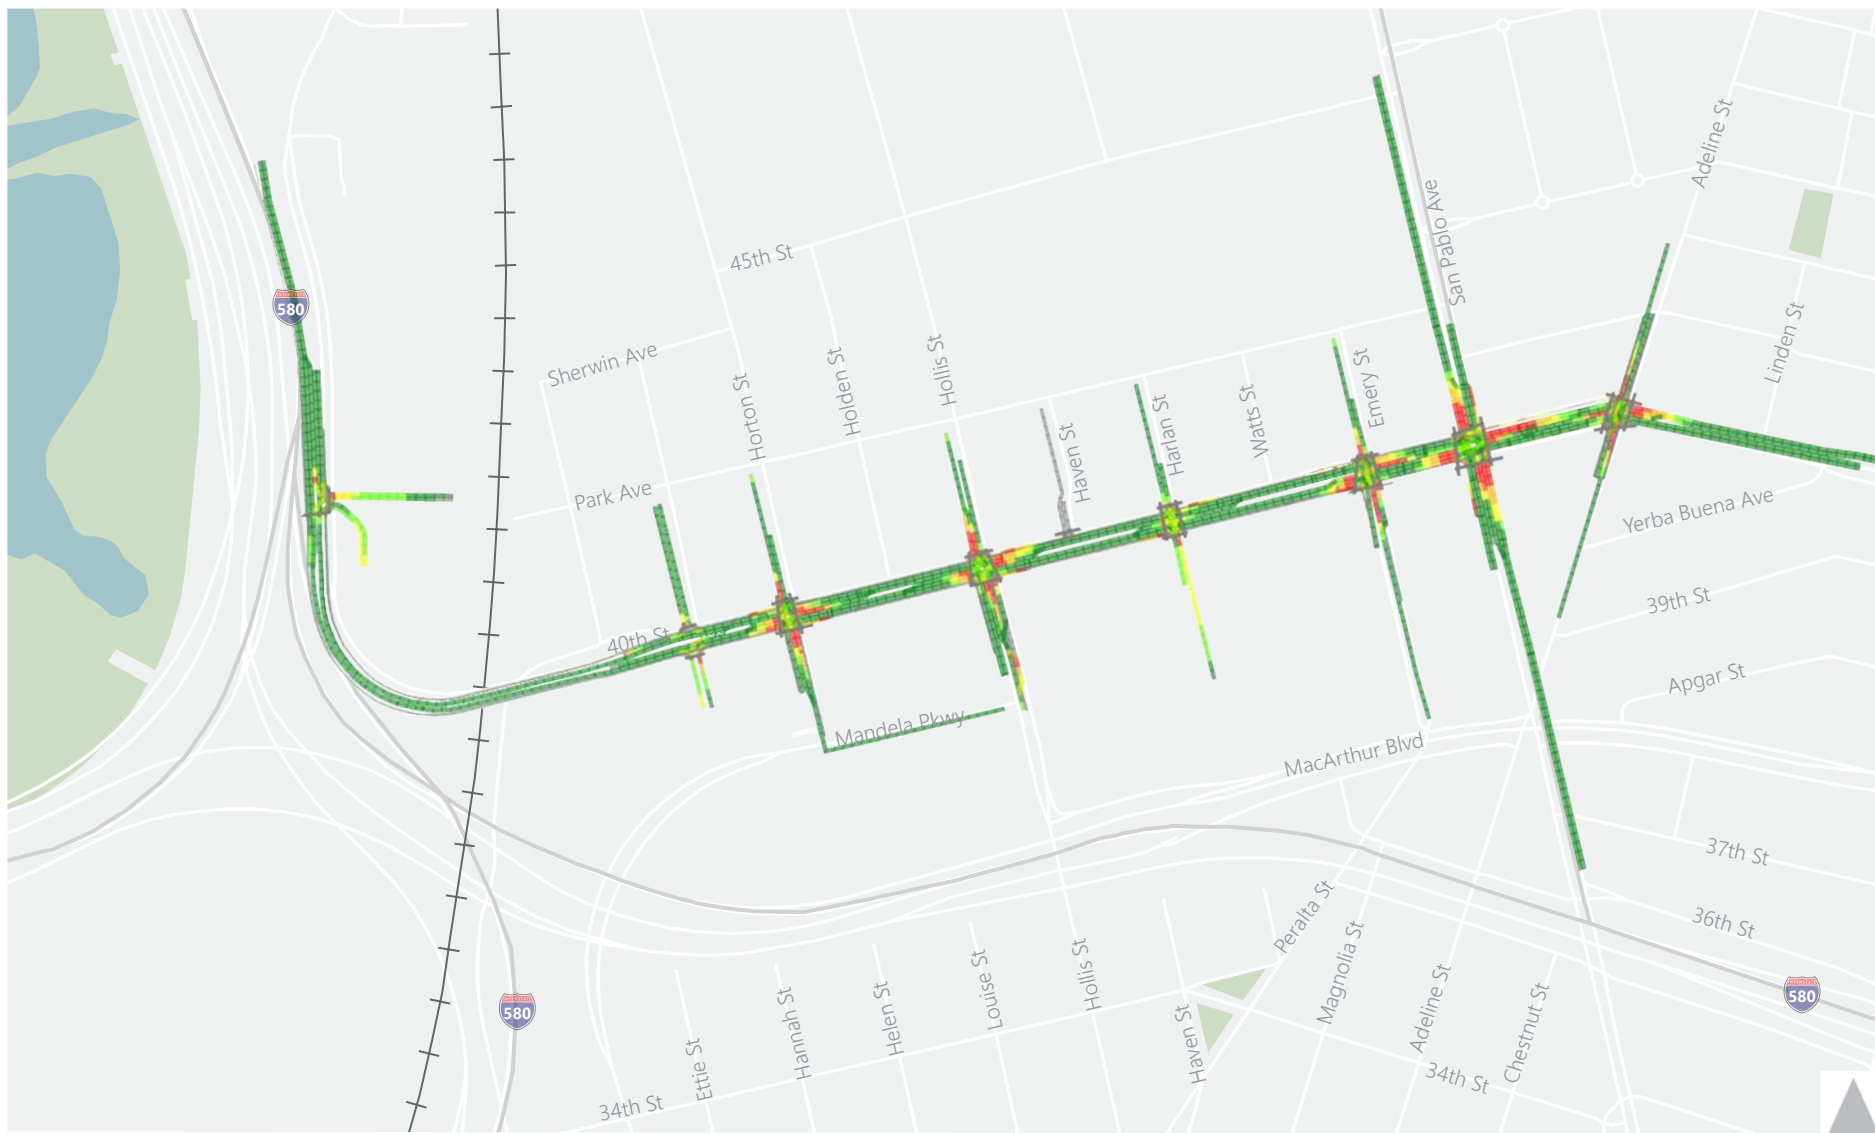 Adeline St
San Pablo Ave
45th St
INTERSTATE
580
Linden St
Sherwin Ave
Horton St
Holden St
Hollis St
Haven St
Harlan St
Watts St
Emery St
Park Ave
Yerba Buena Ave
40th St
39th St
Apgar St
Mandela Pkwy
MacArthur Blvd
37th St
36th St
Peralta St
Magnolia St
Adeline St
Chestnut St
INTERSTATE
580
INTERSTATE
580
Ettie St
Hannah St
Helen St
Louise St
Hollis St
Haven St
34th St
34th St